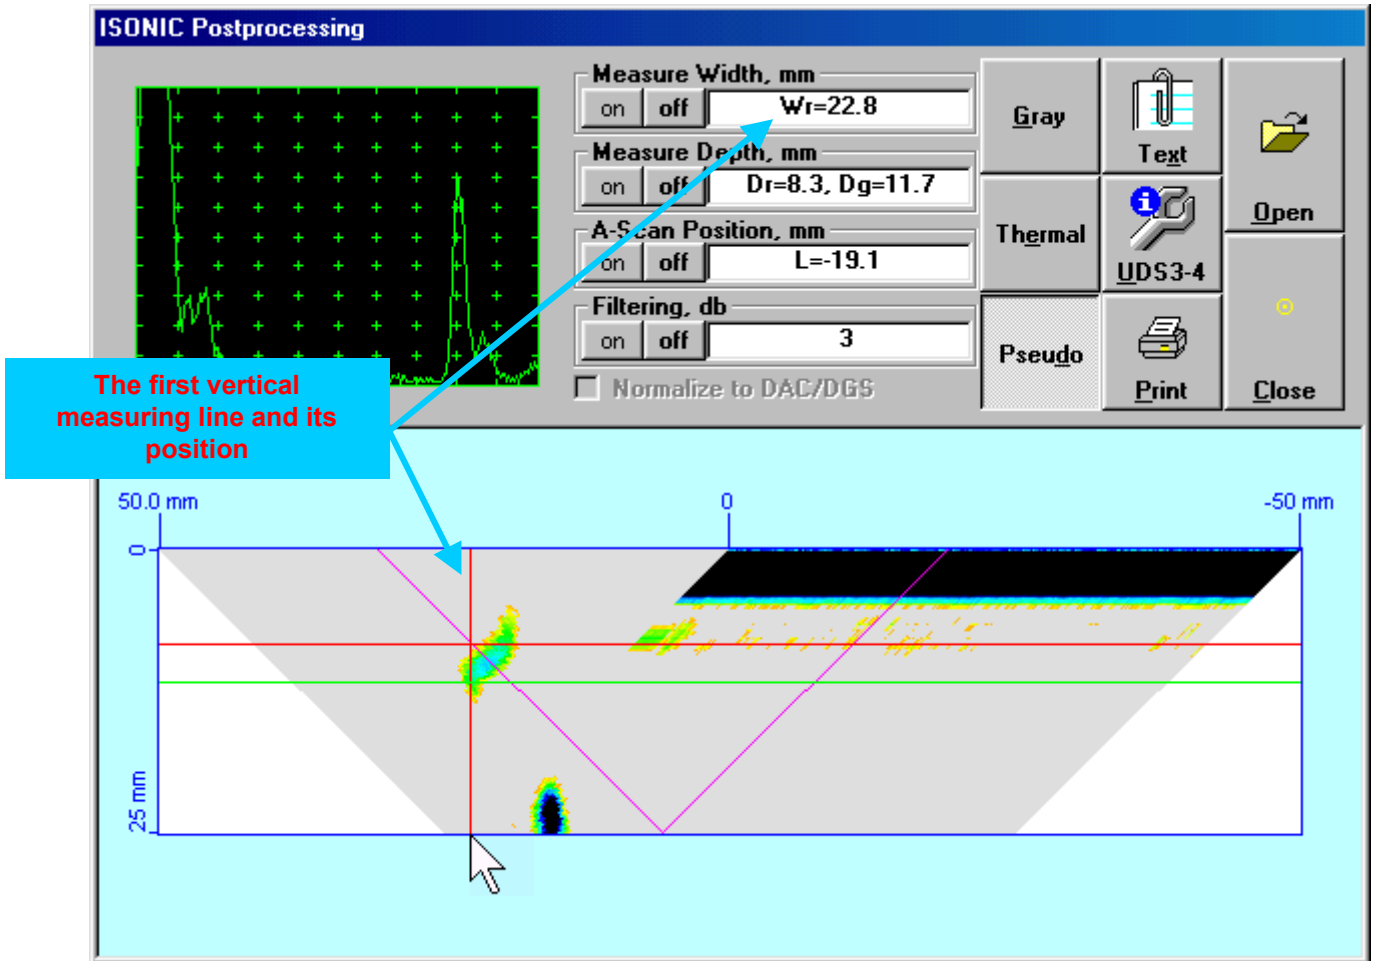 ISONIC Postprocessing
Measure Width, mm
on off Wr=22.8
Measure Depth, mm
on off Dr=8.3, Dg=11.7
A-Scan Position, mm
on off L=-19.1
Filtering, db
on off 3
Normalize to DAC/DGS
Gray
Thermal
Pseudo
Text
UDS3-4
Print
Open
Close
The first vertical
measuring line and its
position
50.0 mm 0 -50 mm
0
25 mm